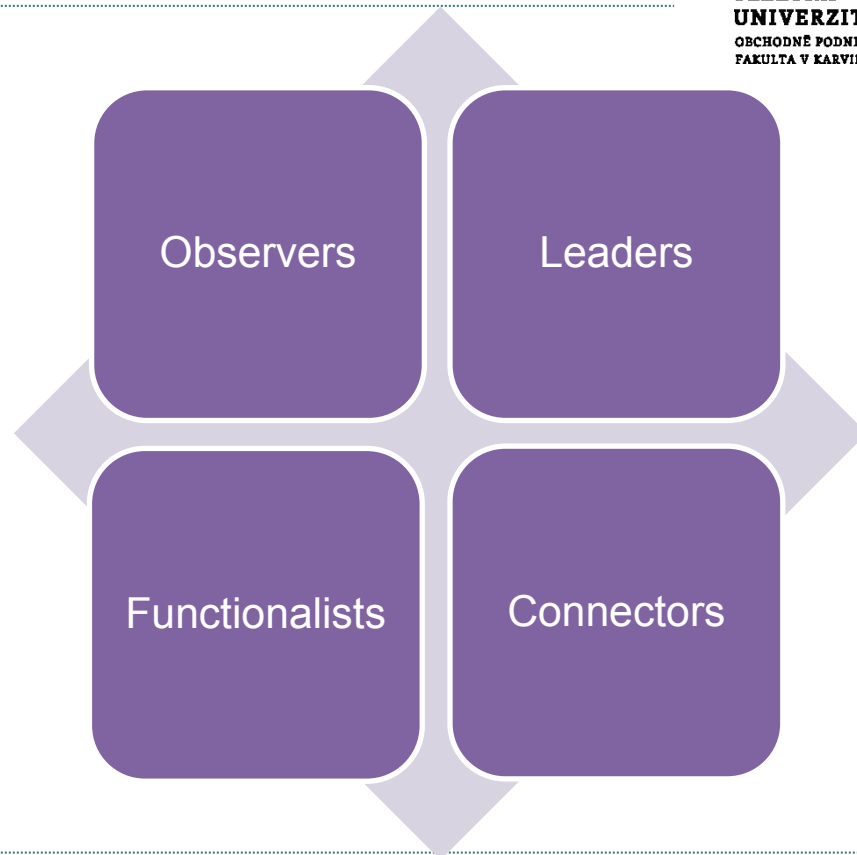 UNIVERZIT
OBCHODNĚ PODNI
FAKULTA V KARVI
Observers
Leaders
Functionalists
Connectors